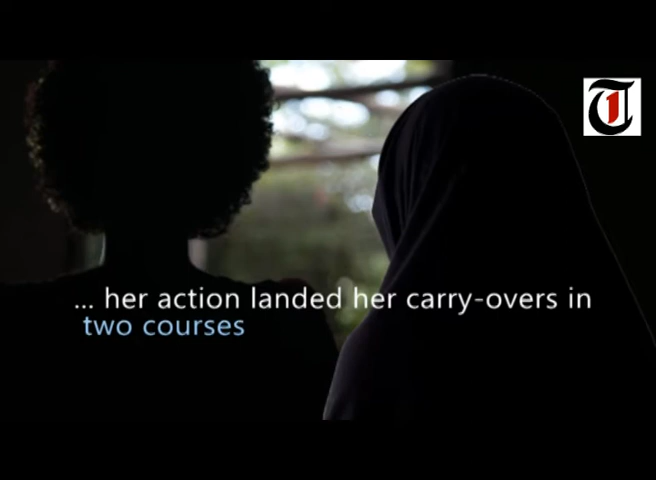 ... her action landed her carry-overs in
two courses